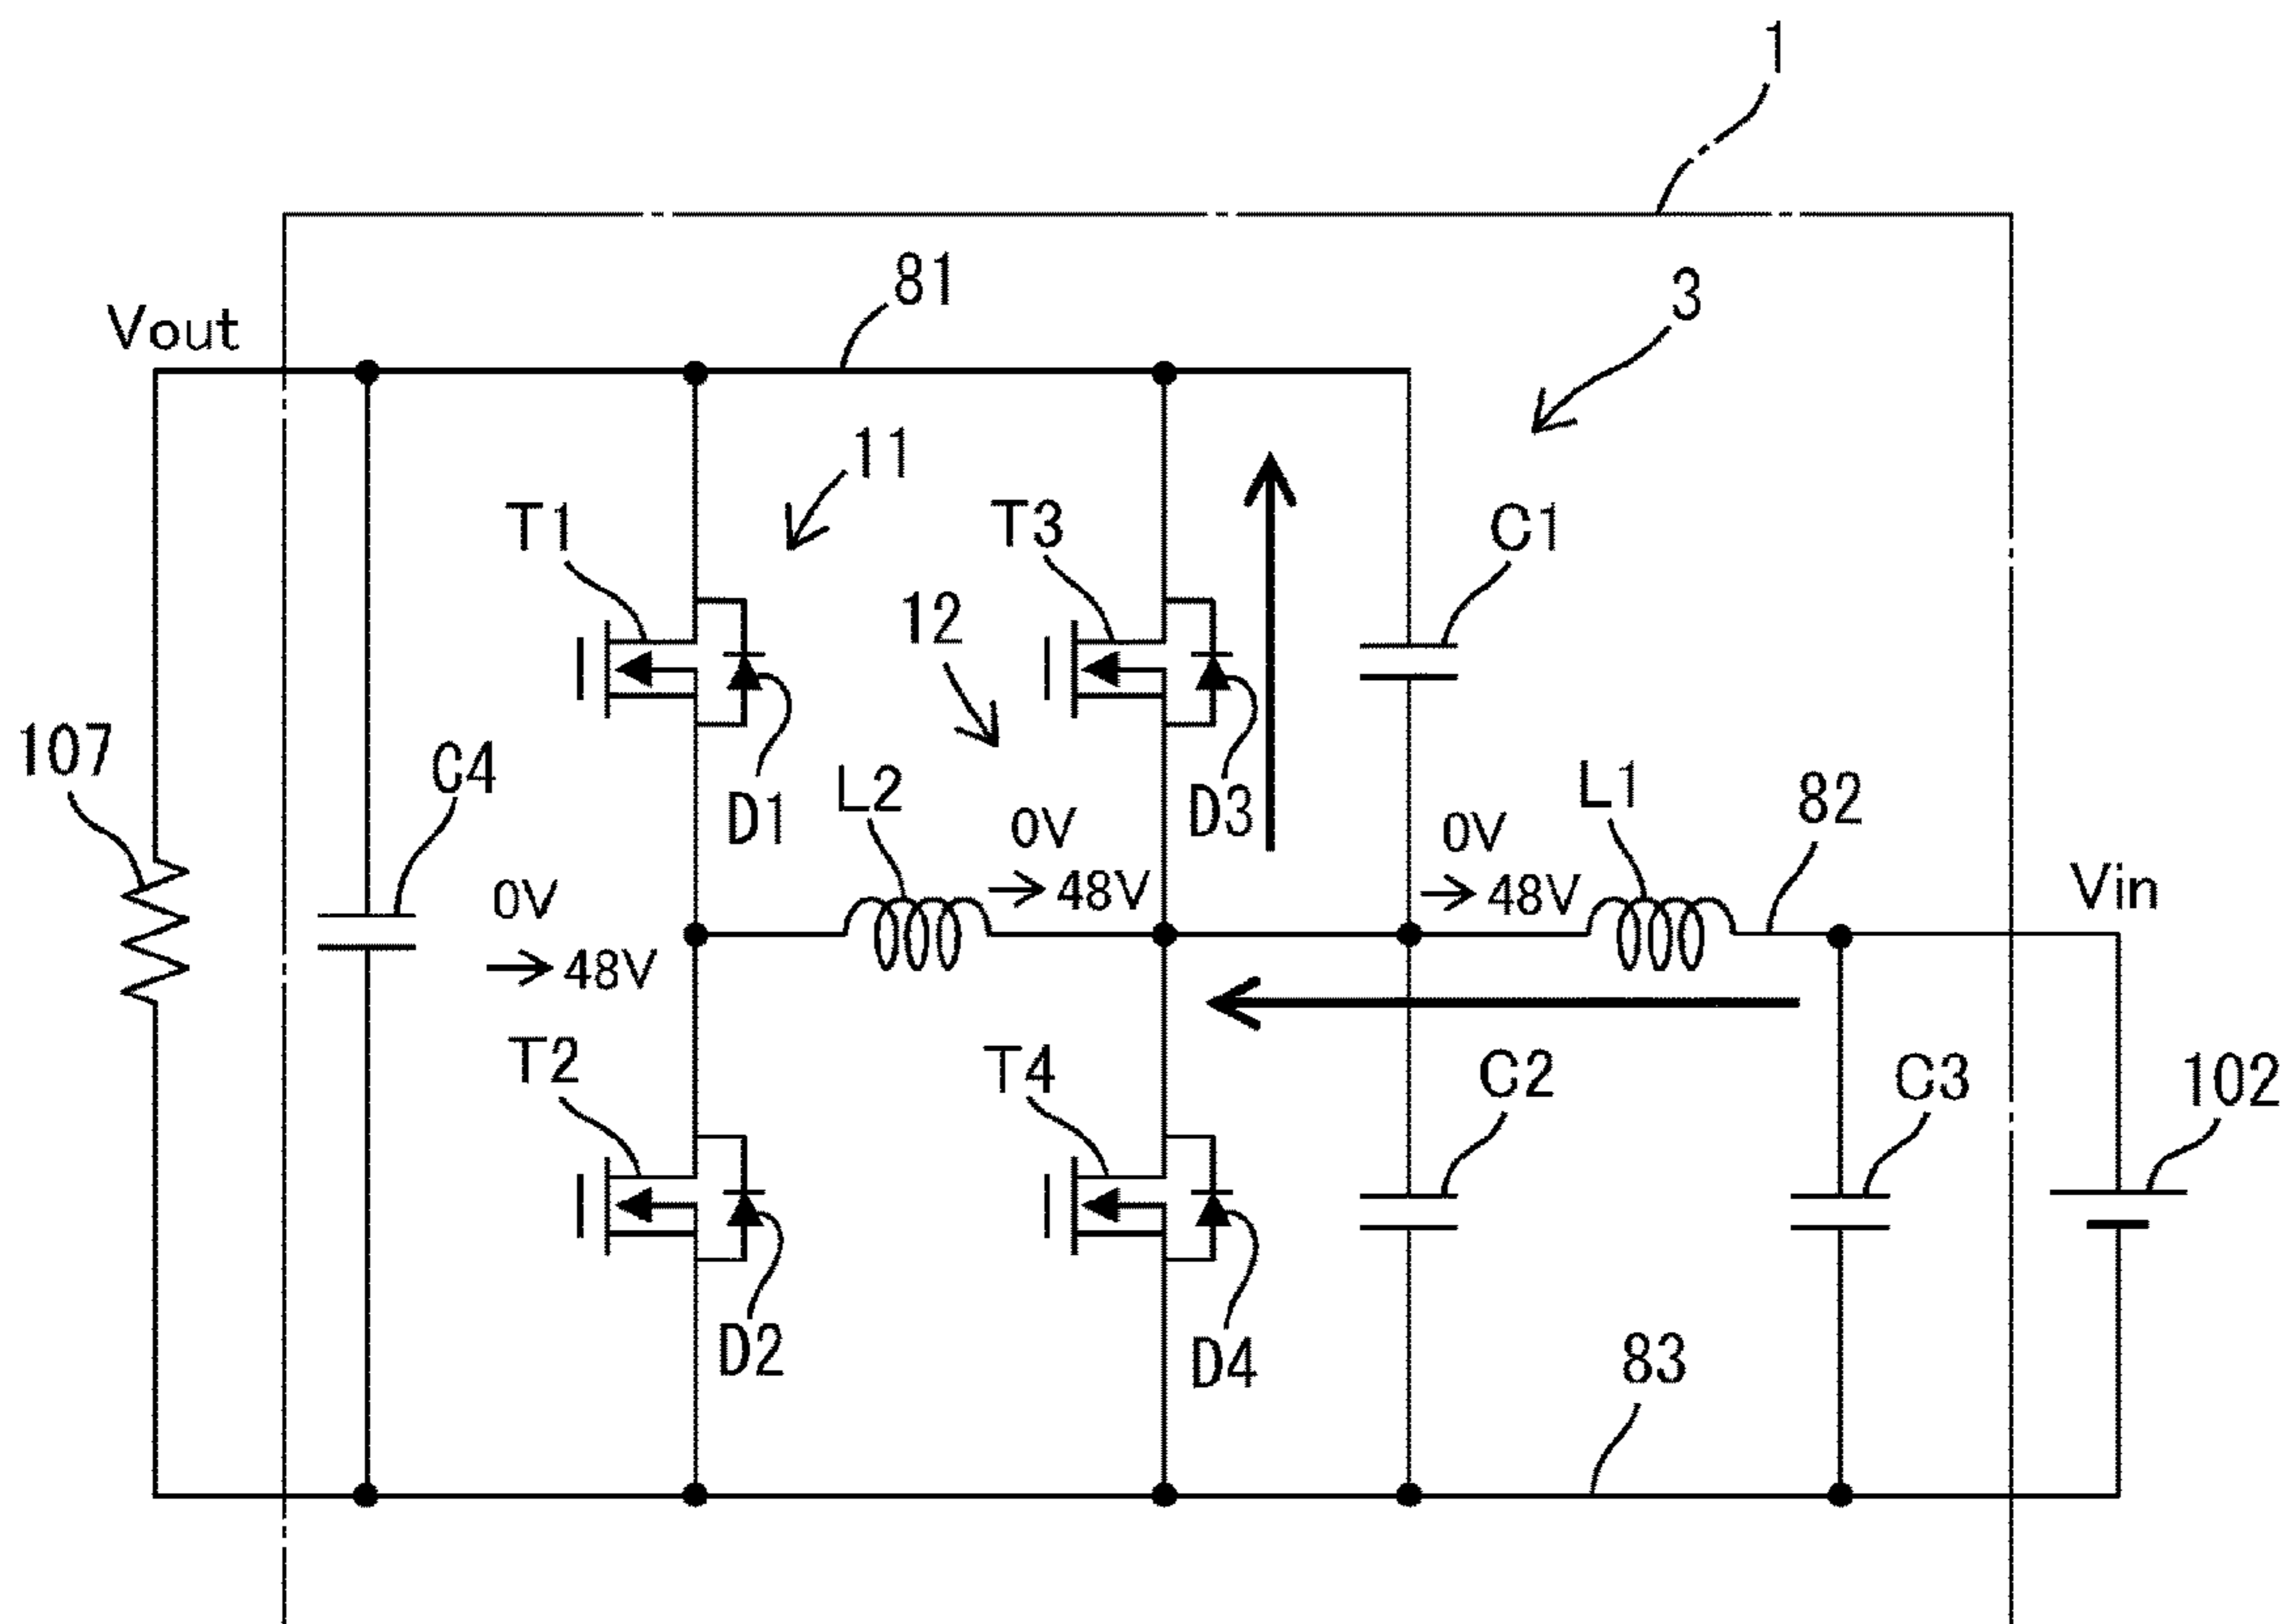 1
81
3
Vout
11
T1
T3
C1
12
107
C4
D1
L2
D3
L1
82
0V
→48V
0V
→48V
0V
→48V
Vin
T2
T4
C2
C3
102
D2
D4
83